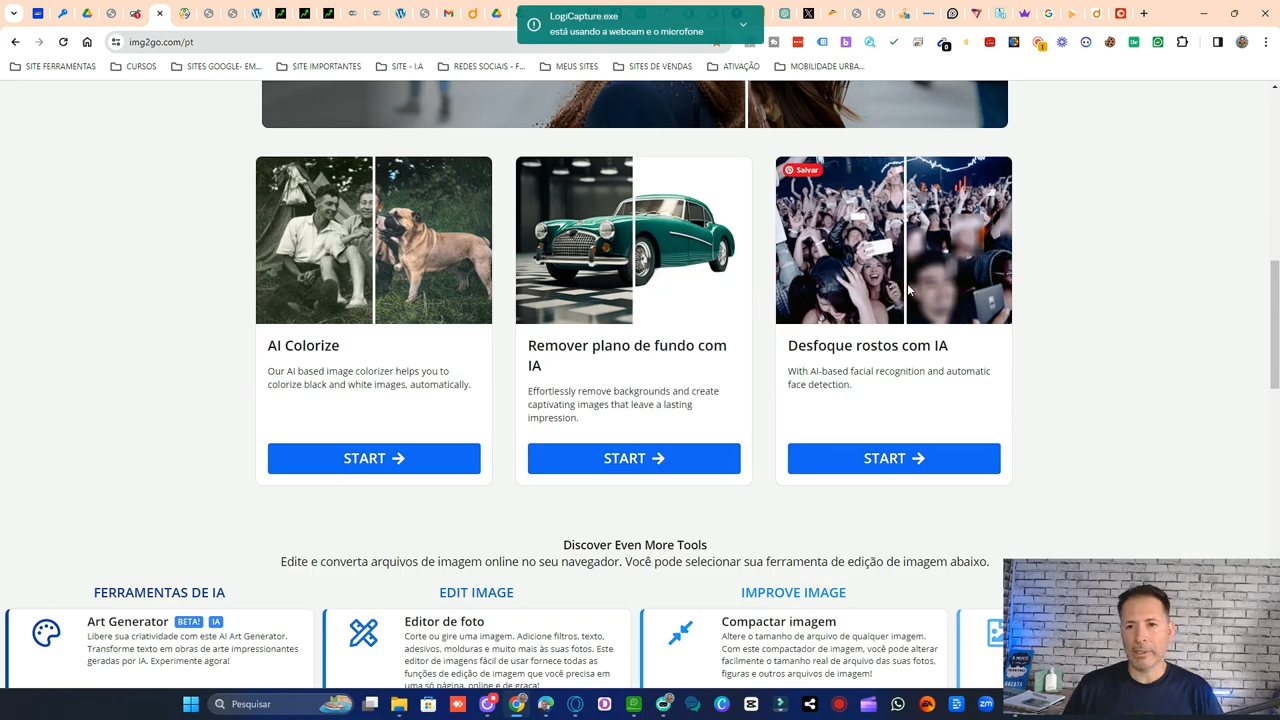 LogiCapture.exe
está usando a webcam e o microfone
img2go.com/pt
SITE FERRAMENTAS
CURSOS
SITES GOOGLE- EM...
SITE IMPORTANTES
SITE - I.A
REDES SOCIAIS - F...
MEUS SITES
SITES DE VENDAS
ATIVAÇÃO
MOBILIDADE URBA...
Salvar
AI Colorize
Our AI based image colorizer helps you to
colorize black and white images, automatically.
START
Remover plano de fundo com
IA
Effortlessly remove backgrounds and create
captivating images that leave a lasting
impression.
START
Desfoque rostos com IA
With AI-based facial recognition and automatic
face detection.
START
Discover Even More Tools
Edite e converta arquivos de imagem online no seu navegador. Você pode selecionar sua ferramenta de edição de imagem abaixo.
FERRAMENTAS DE IA
Art Generator BETA! IA
Libere sua criatividade com este AI Art Generator.
Transforme texto em obras de arte impressionantes
geradas por IA. Experimente agora!
EDIT IMAGE
Editor de foto
Corte ou gire uma imagem. Adicione filtros, texto,
adesivos, molduras e muito mais às suas fotos. Este
editor de imagens fácil de usar fornece todas as
funções de edição de imagem que você precisa em
uma só página, online e de graça!
IMPROVE IMAGE
Compactar imagem
Altere o tamanho de arquivo de qualquer imagem.
Com este compactador de imagem, você pode alterar
facilmente o tamanho real de arquivo das suas fotos,
figuras e outros arquivos de imagem!
Pesquisar